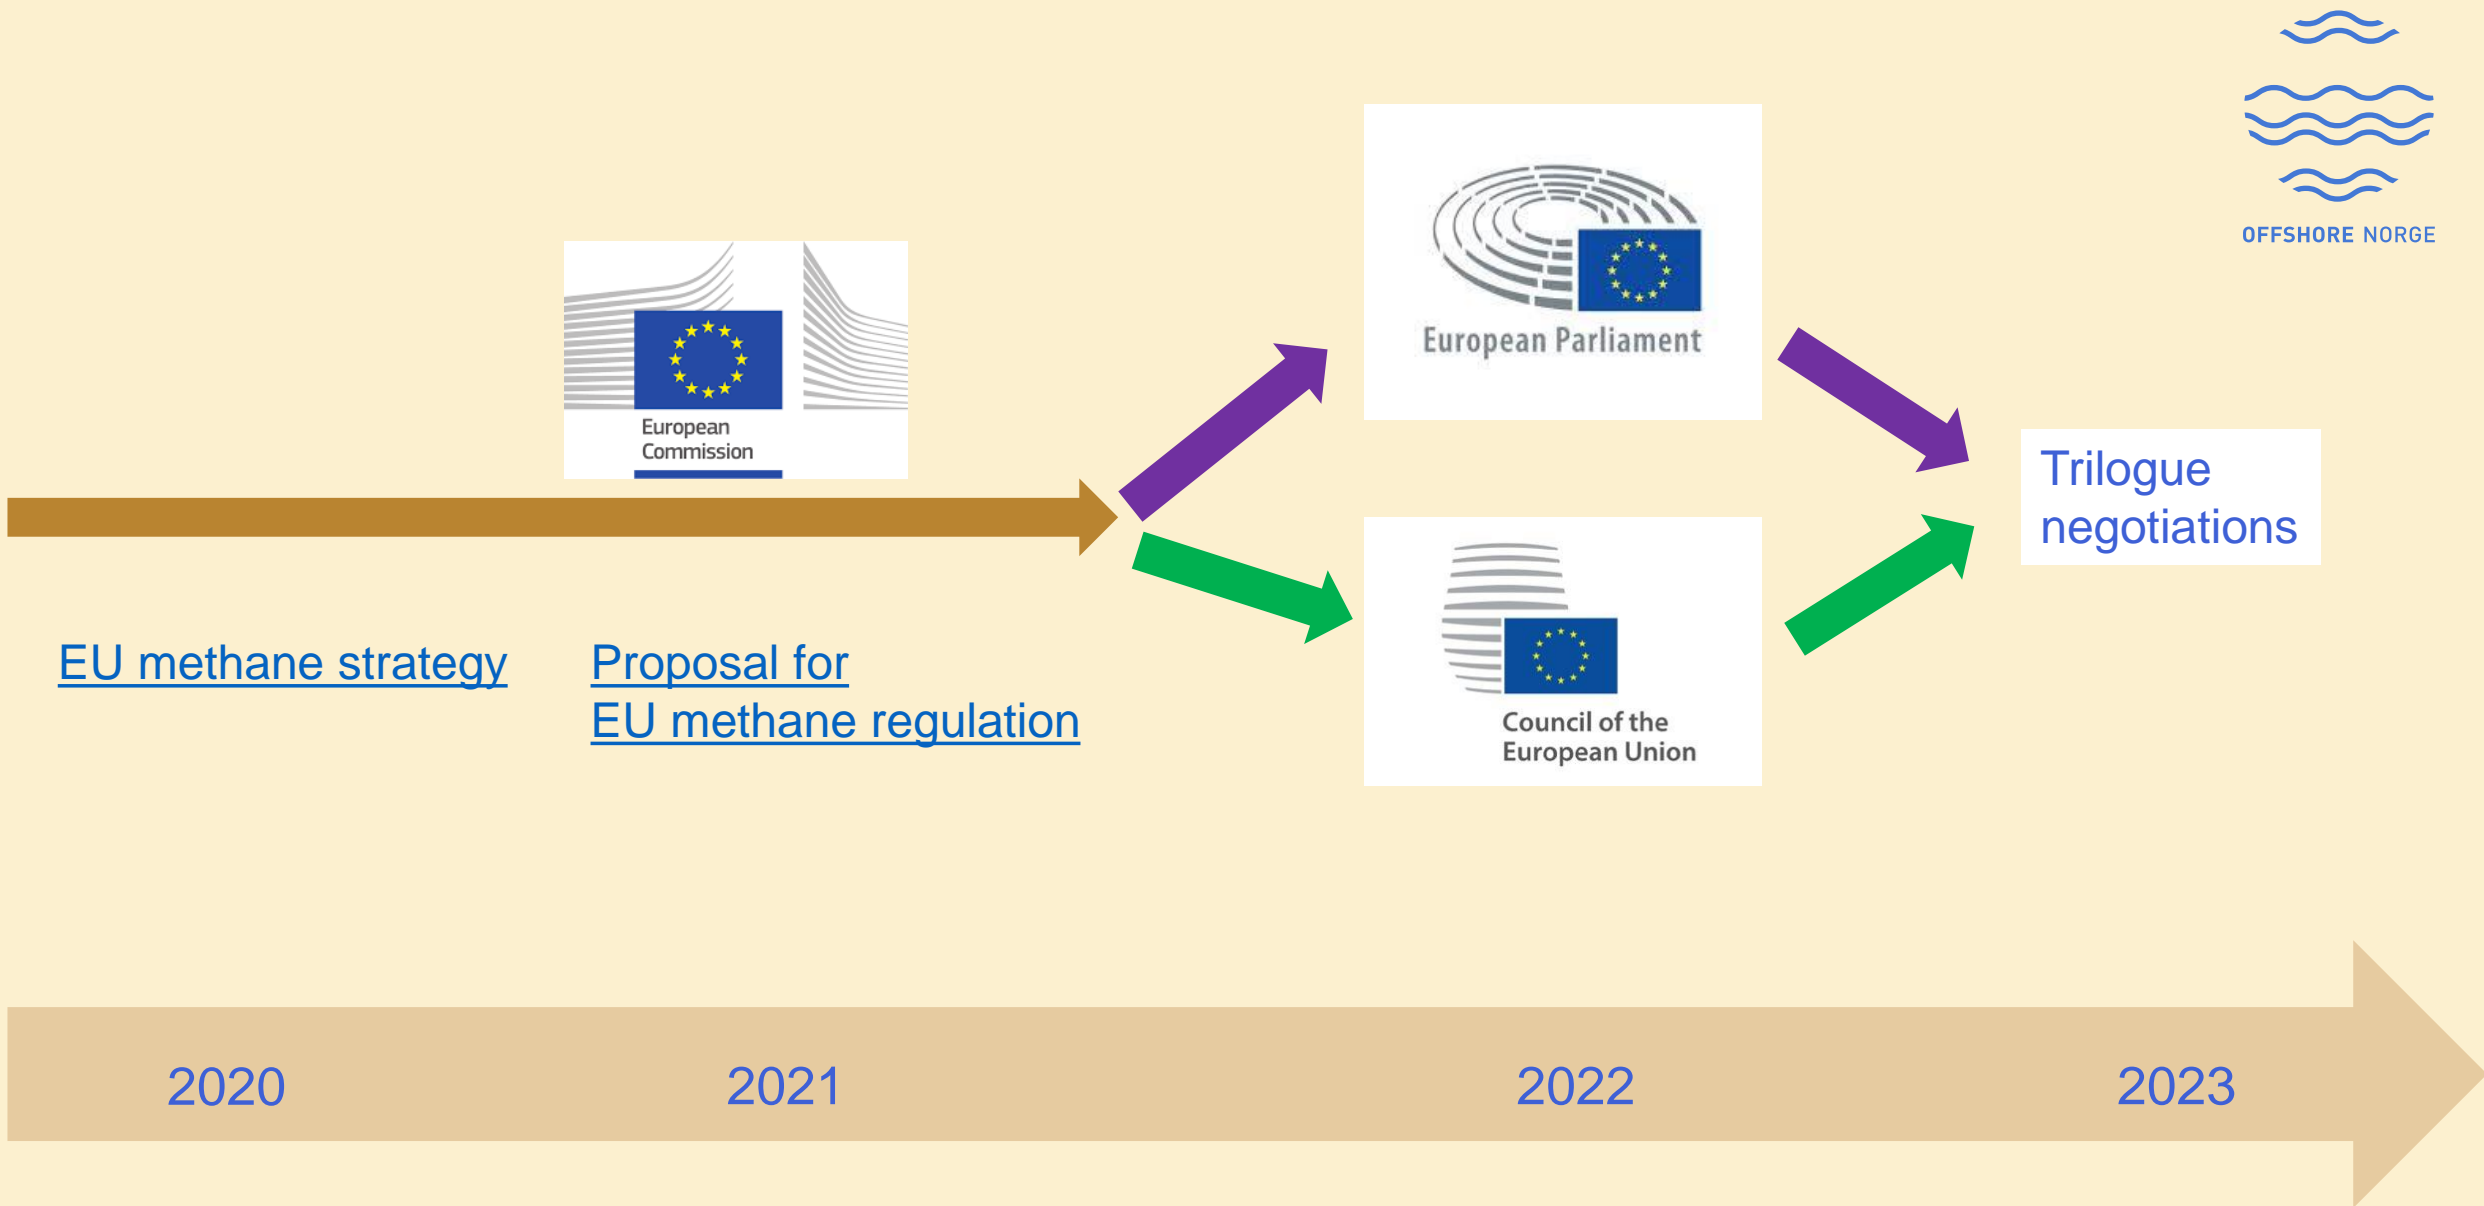 OFFSHORE NORGE
European Parliament
European
Commission
Trilogue
negotiations
EU methane strategy
Proposal for
EU methane regulation
Council of the
European Union
2020
2021
2022
2023